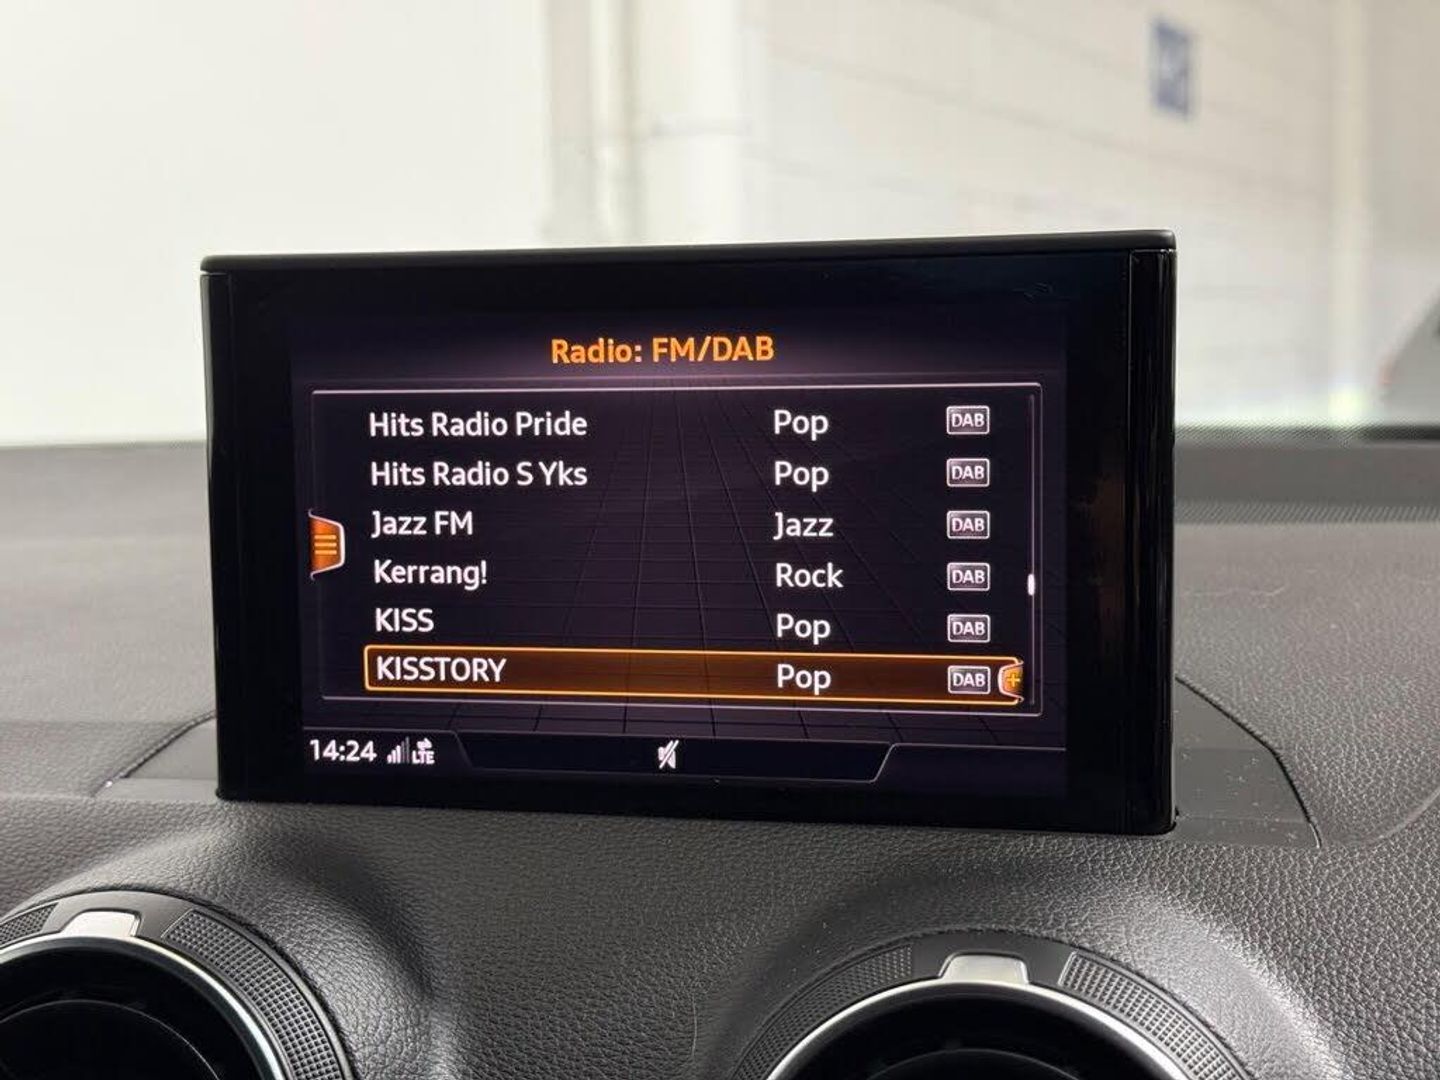 Radio: FM/DAB
Hits Radio Pride Pop DAB
Hits Radio S Yks Pop DAB
Jazz FM Jazz DAB
Kerrang! Rock DAB
KISS Pop DAB
KISSTORY Pop DAB +
14:24 LTE